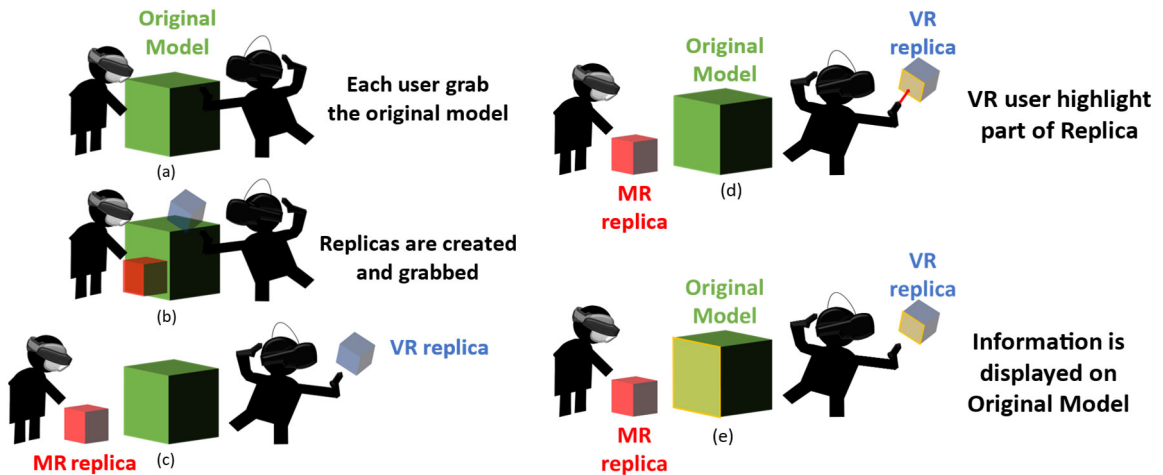 Original
Model
Each user grab
the original model
(a)
Replicas are created
and grabbed
(b)
VR replica
MR replica
(c)
VR
replica
Original
Model
VR user highlight
part of Replica
(d)
MR
replica
VR
replica
Original
Model
Information is
displayed on
Original Model
(e)
MR
replica